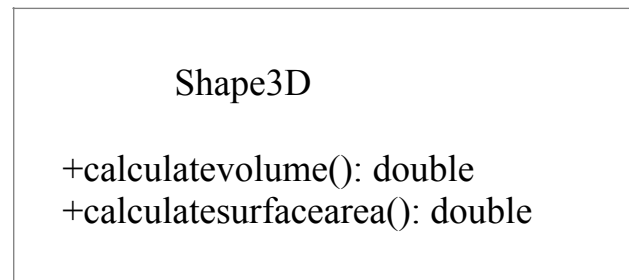 Shape3D
+calculatevolume(): double
+calculatesurfacearea(): double